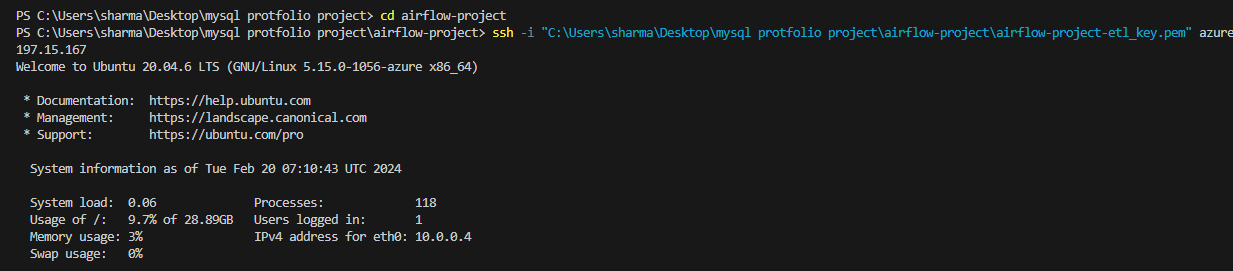 PS C:\Users\sharma\Desktop\mysql protfolio project> cd airflow-project
PS C:\Users\sharma\Desktop\mysql protfolio project\airflow-project> ssh -i "C:\Users\sharma\Desktop\mysql protfolio project\airflow-project\airflow-project-etl_key.pem" azure
197.15.167
Welcome to Ubuntu 20.04.6 LTS (GNU/Linux 5.15.0-1056-azure x86_64)
* Documentation: https://help.ubuntu.com
* Management: https://landscape.canonical.com
* Support: https://ubuntu.com/pro
System information as of Tue Feb 20 07:10:43 UTC 2024
System load: 0.06 Processes: 118
Usage of /: 9.7% of 28.89GB Users logged in: 1
Memory usage: 3% IPv4 address for eth0: 10.0.0.4
Swap usage: 0%